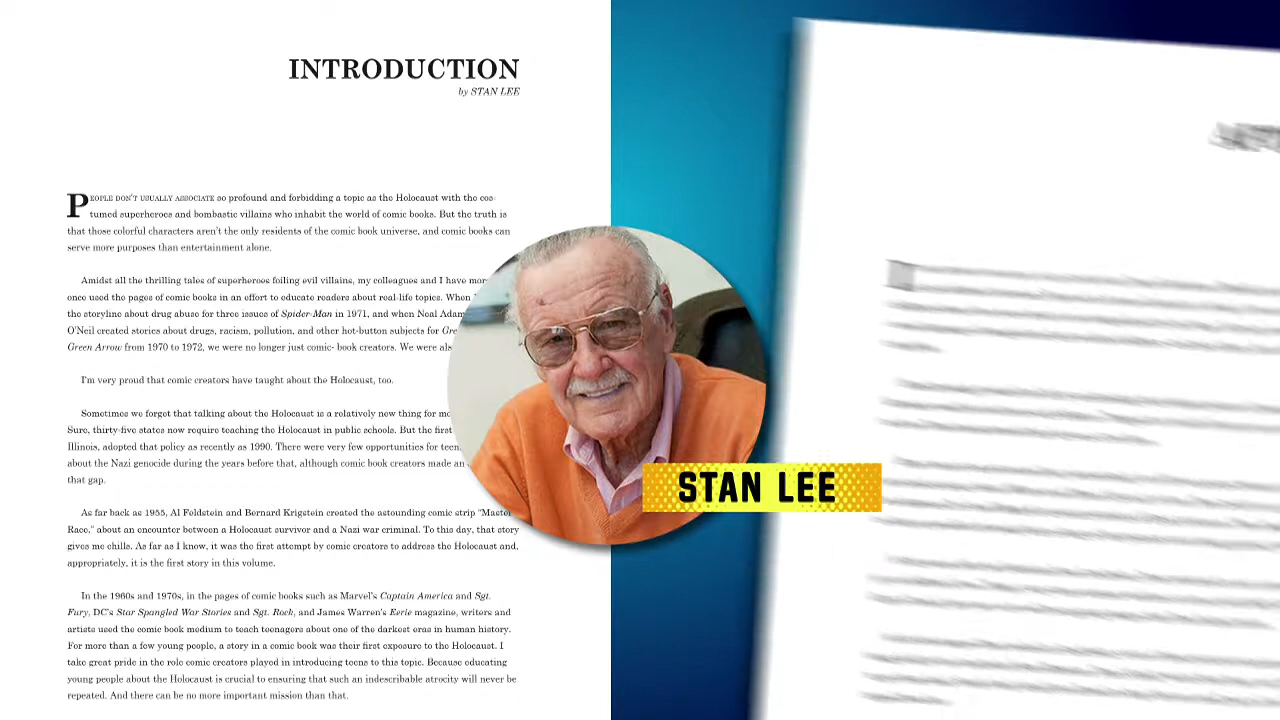 INTRODUCTION
by STAN LEE
PEOPLE DON'T USUALLY ASSOCIATE so profound and forbidding a topic as the Holocaust with the cos-
tumed superheroes and bombastic villains who inhabit the world of comic books. But the truth is
that those colorful characters aren't the only residents of the comic book universe, and comic books can
serve more purposes than entertainment alone.
Amidst all the thrilling tales of superheroes foiling evil villains, my colleagues and I have
once used the pages of comic books in an effort to educate readers about real-life topics. When
the storyline about drug abuse for three issues of Spider-Man in 1971, and when Neal
O'Neil created stories about drugs, racism, pollution, and other hot-button subjects for
Green Arrow from 1970 to 1972, we were no longer just comic- book creators. We were
I'm very proud that comic creators have taught about the Holocaust, too.
Sometimes we forget that talking about the Holocaust is a relatively new thing for
Sure, thirty-five states now require teaching the Holocaust in public schools. But the first
Illinois, adopted that policy as recently as 1990. There were very few opportunities for
about the Nazi genocide during the years before that, although comic book creators made an
that gap.
As far back as 1955, Al Feldstein and Bernard Krigstein created the astounding comic strip "Master
Race," about an encounter between a Holocaust survivor and a Nazi war criminal. To this day, that story
gives me chills. As far as I know, it was the first attempt by comic creators to address the Holocaust and,
appropriately, it is the first story in this volume.
In the 1960s and 1970s, in the pages of comic books such as Marvel's Captain America and Sgt.
Fury, DC's Star Spangled War Stories and Sgt. Rock, and James Warren's Eerie magazine, writers and
artists used the comic book medium to teach teenagers about one of the darkest eras in human history.
For more than a few young people, a story in a comic book was their first exposure to the Holocaust. I
take great pride in the role comic creators played in introducing teens to this topic. Because educating
young people about the Holocaust is crucial to ensuring that such an indescribable atrocity will never be
repeated. And there can be no more important mission than that.
STAN LEE